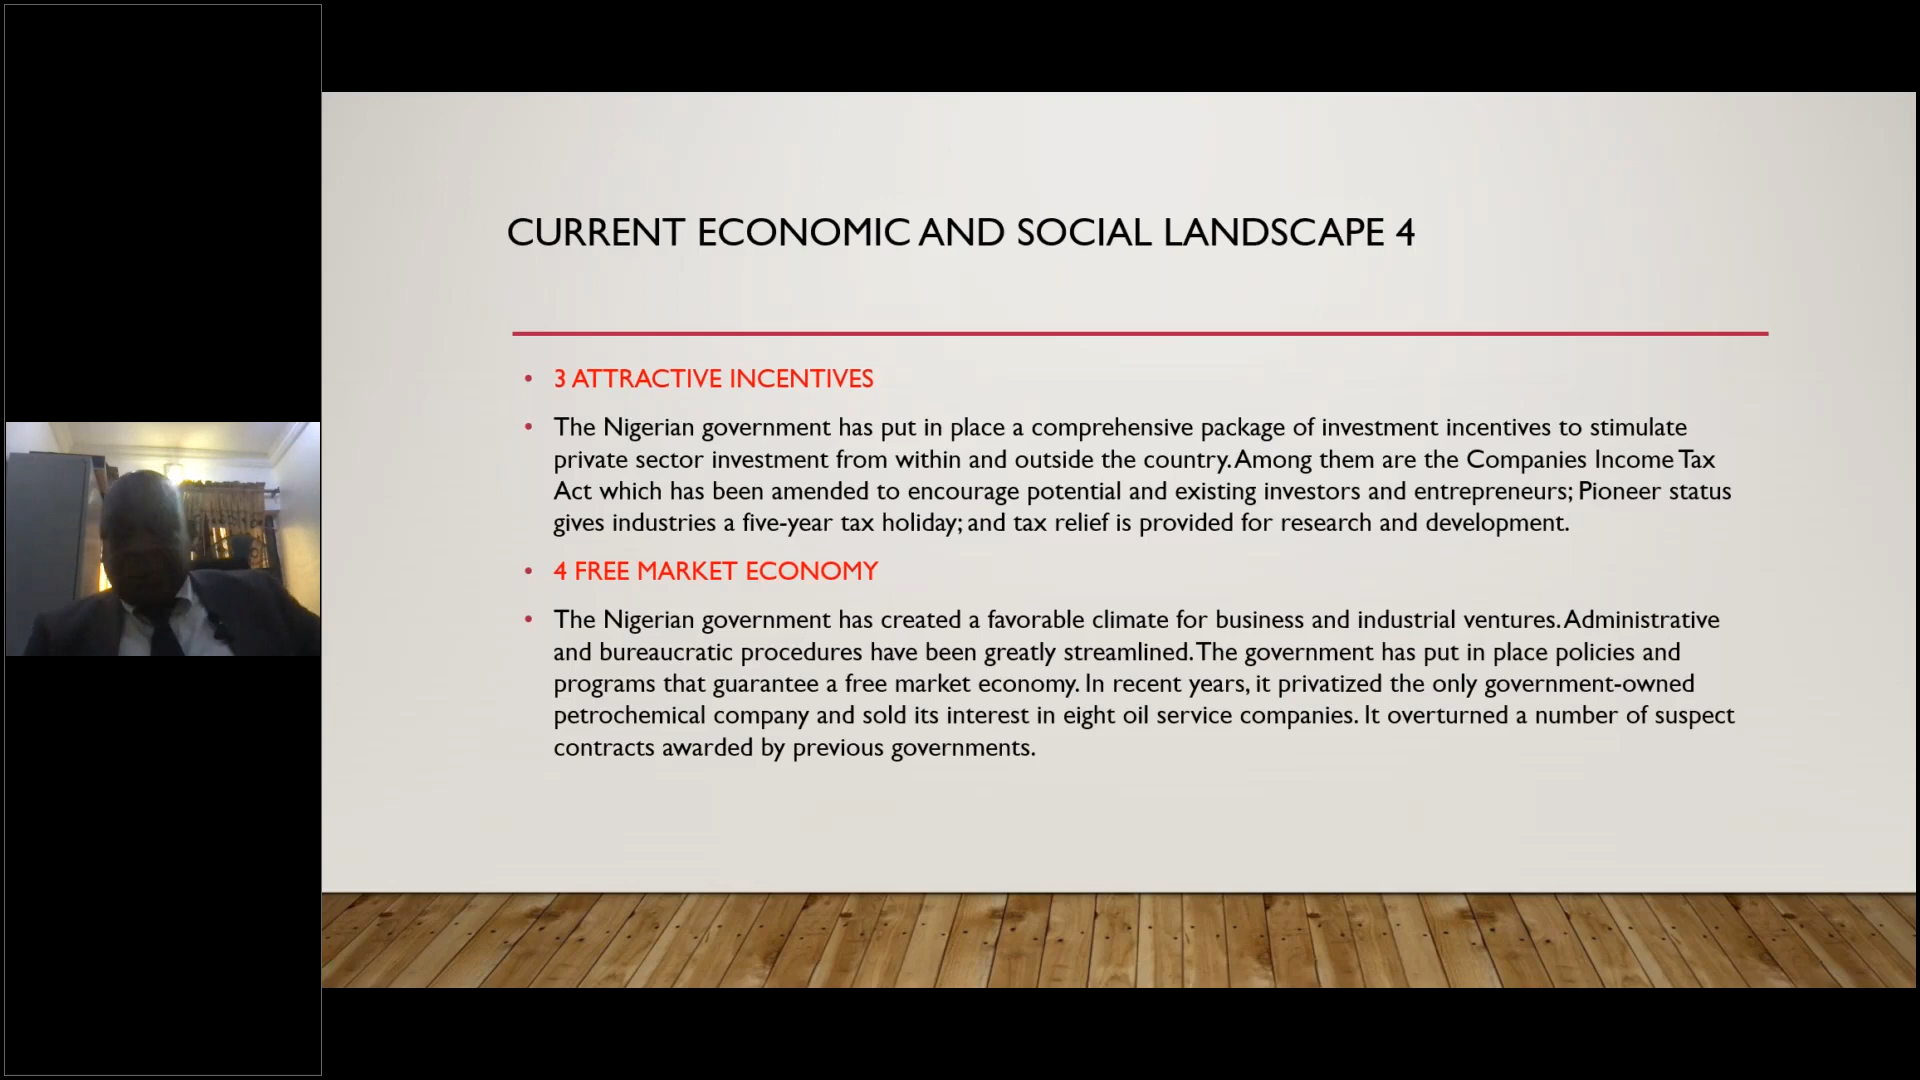 CURRENT ECONOMIC AND SOCIAL LANDSCAPE 4
• 3 ATTRACTIVE INCENTIVES
• The Nigerian government has put in place a comprehensive package of investment incentives to stimulate
private sector investment from within and outside the country. Among them are the Companies Income Tax
Act which has been amended to encourage potential and existing investors and entrepreneurs; Pioneer status
gives industries a five-year tax holiday; and tax relief is provided for research and development.
• 4 FREE MARKET ECONOMY
• The Nigerian government has created a favorable climate for business and industrial ventures. Administrative
and bureaucratic procedures have been greatly streamlined. The government has put in place policies and
programs that guarantee a free market economy. In recent years, it privatized the only government-owned
petrochemical company and sold its interest in eight oil service companies. It overturned a number of suspect
contracts awarded by previous governments.